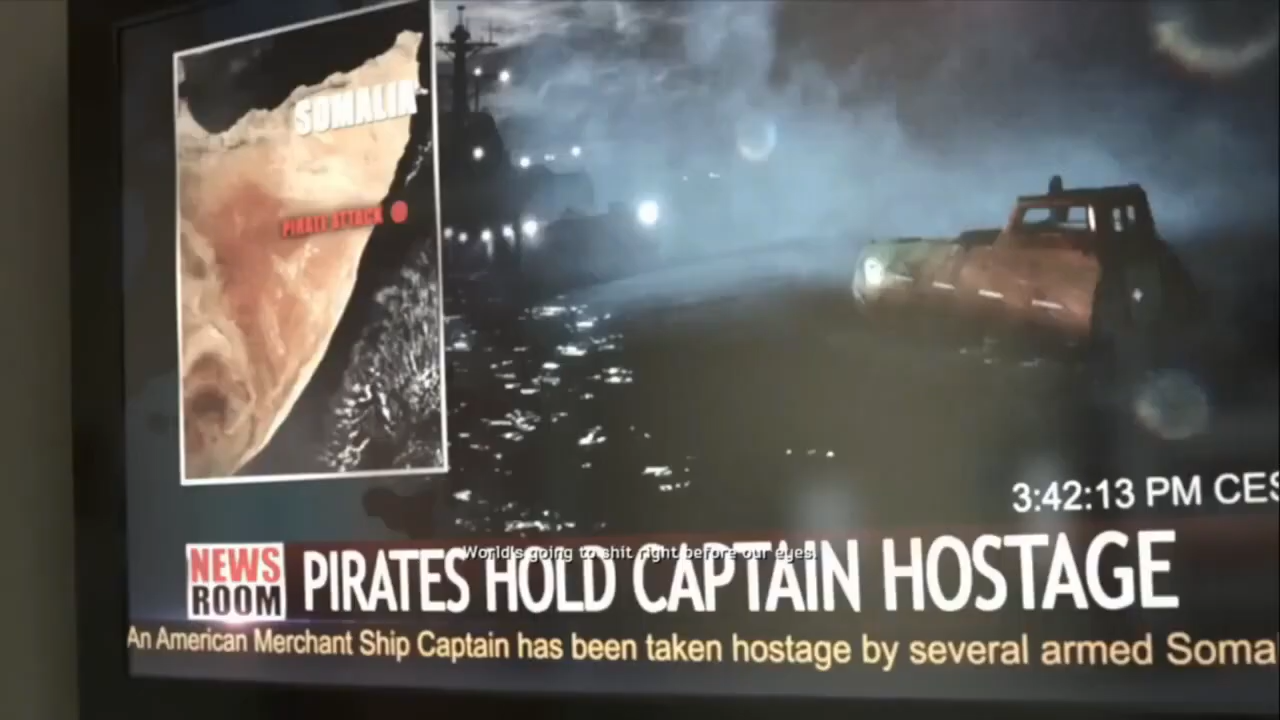 SOMALIA
PIRATE ATTACK
3:42:13 PM CES
World's going to shit right before our eyes.
NEWS
ROOM
PIRATES HOLD CAPTAIN HOSTAGE
An American Merchant Ship Captain has been taken hostage by several armed Soma